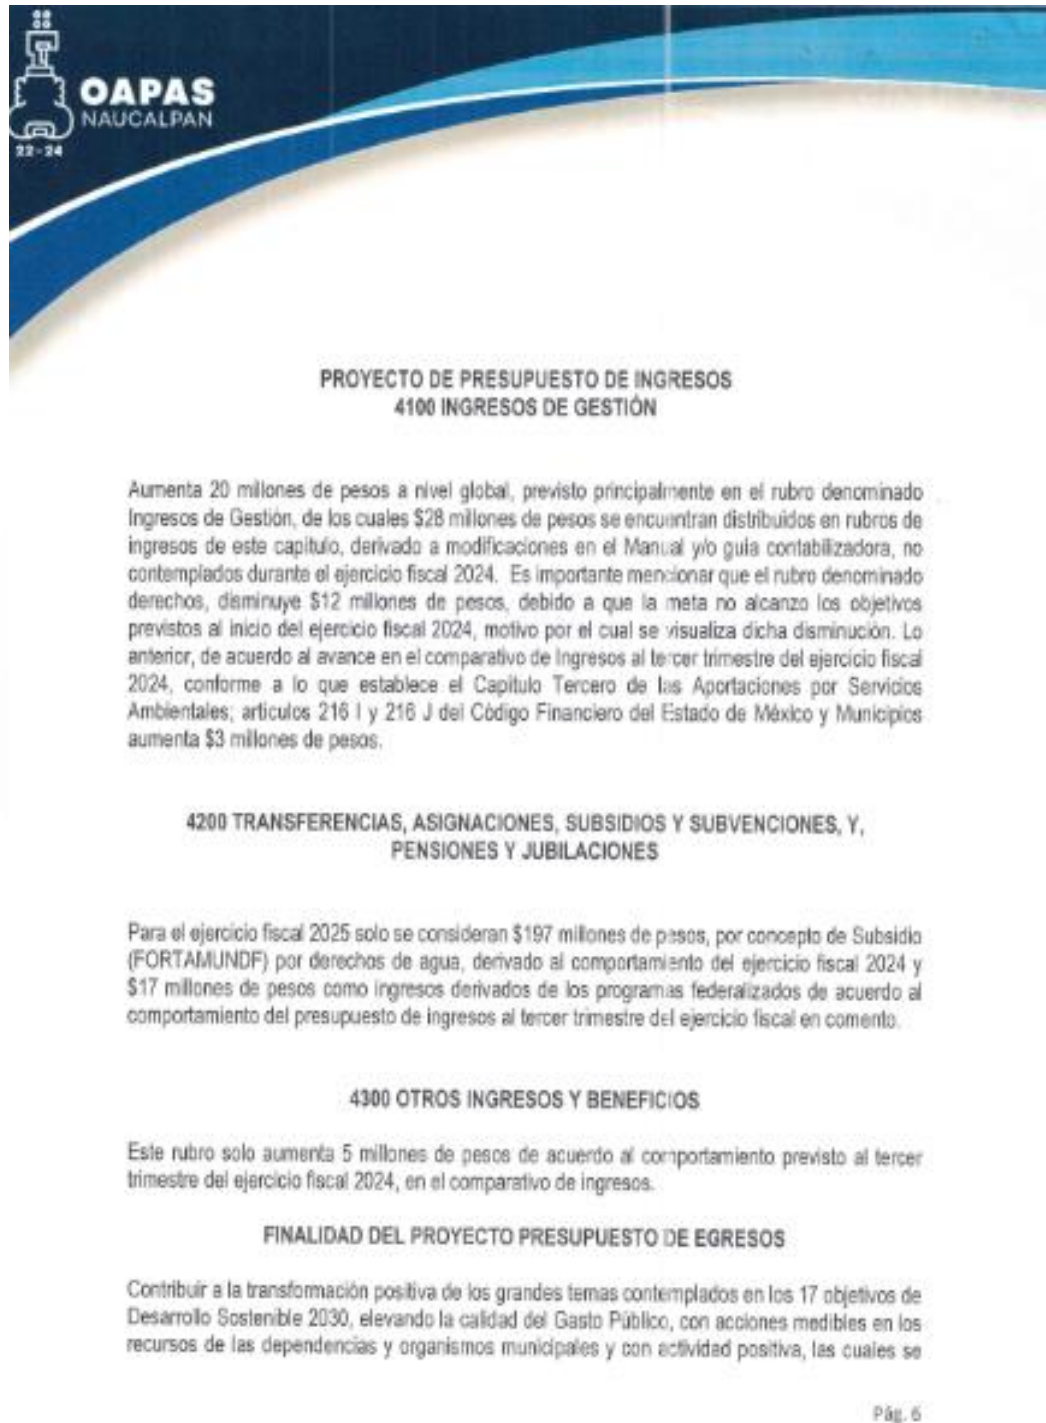 OAPAS
NAUCALPAN
22-24
PROYECTO DE PRESUPUESTO DE INGRESOS
4100 INGRESOS DE GESTIÓN
Aumenta 20 millones de pesos a nivel global, previsto principalmente en el rubro denominado
Ingresos de Gestión, de los cuales $28 millones de pesos se encuentran distribuidos en rubros de
ingresos de este capítulo, derivado a modificaciones en el Manual y/o guía contabilizadora, no
contemplados durante el ejercicio fiscal 2024. Es importante mencionar que el rubro denominado
derechos, disminuye $12 millones de pesos, debido a que la meta no alcanzo los objetivos
previstos al inicio del ejercicio fiscal 2024, motivo por el cual se visualiza dicha disminución. Lo
anterior, de acuerdo al avance en el comparativo de Ingresos al tercer trimestre del ejercicio fiscal
2024, conforme a lo que establece el Capítulo Tercero de las Aportaciones por Servicios
Ambientales; artículos 216 I y 216 J del Código Financiero del Estado de México y Municipios
aumenta $3 millones de pesos.
4200 TRANSFERENCIAS, ASIGNACIONES, SUBSIDIOS Y SUBVENCIONES, Y,
PENSIONES Y JUBILACIONES
Para el ejercicio fiscal 2025 solo se consideran $197 millones de pesos, por concepto de Subsidio
(FORTAMUNDF) por derechos de agua, derivado al comportamiento del ejercicio fiscal 2024 y
$17 millones de pesos como ingresos derivados de los programas federalizados de acuerdo al
comportamiento del presupuesto de ingresos al tercer trimestre del ejercicio fiscal en comento.
4300 OTROS INGRESOS Y BENEFICIOS
Este rubro solo aumenta 5 millones de pesos de acuerdo al comportamiento previsto al tercer
trimestre del ejercicio fiscal 2024, en el comparativo de ingresos.
FINALIDAD DEL PROYECTO PRESUPUESTO DE EGRESOS
Contribuir a la transformación positiva de los grandes temas contemplados en los 17 objetivos de
Desarrollo Sostenible 2030, elevando la calidad del Gasto Público, con acciones medibles en los
recursos de las dependencias y organismos municipales y con actividad positiva, las cuales se
Pág. 6